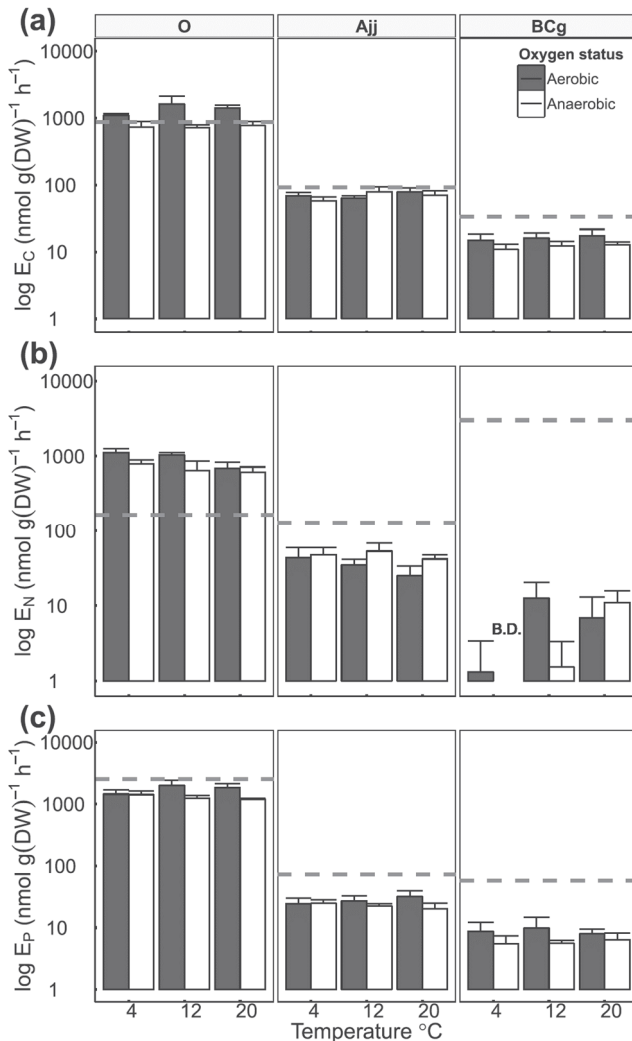 (a)
O
Ajj
BCg
Oxygen status
Aerobic
Anaerobic
log E_C (nmol g(DW)⁻¹ h⁻¹)
10000
1000
100
10
1
(b)
log E_N (nmol g(DW)⁻¹ h⁻¹)
10000
1000
100
10
1
B.D.
(c)
log E_P (nmol g(DW)⁻¹ h⁻¹)
10000
1000
100
10
1
4 12 20 4 12 20 4 12 20
Temperature °C